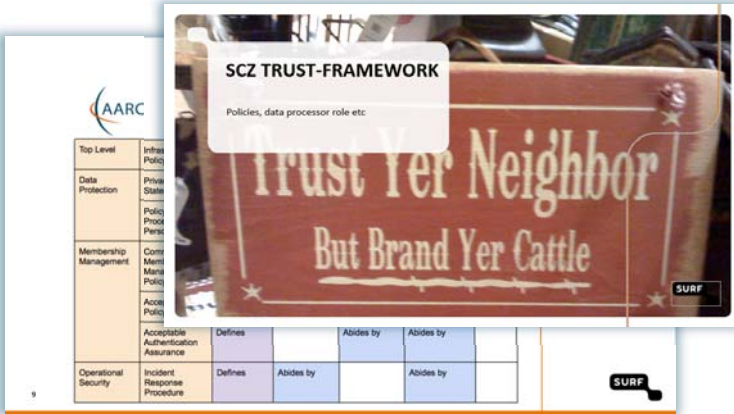 SCZ TRUST-FRAMEWORK
Policies, data processor role etc
Trust Yer Neighbor
But Brand Yer Cattle
SURF
AARC
Top Level
Policy
Data
Protection
Membership
Management
Acceptable
Authentication
Assurance
Defines
Abides by
Abides by
Operational
Security
Incident
Response
Procedure
Defines
Abides by
Abides by
9
SURF